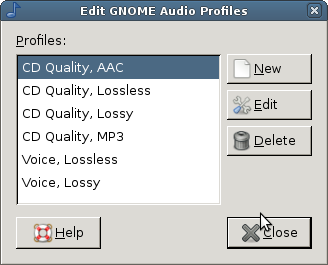 Edit GNOME Audio Profiles
Profiles:
CD Quality, AAC
CD Quality, Lossless
CD Quality, Lossy
CD Quality, MP3
Voice, Lossless
Voice, Lossy
New
Edit
Delete
Help
Close